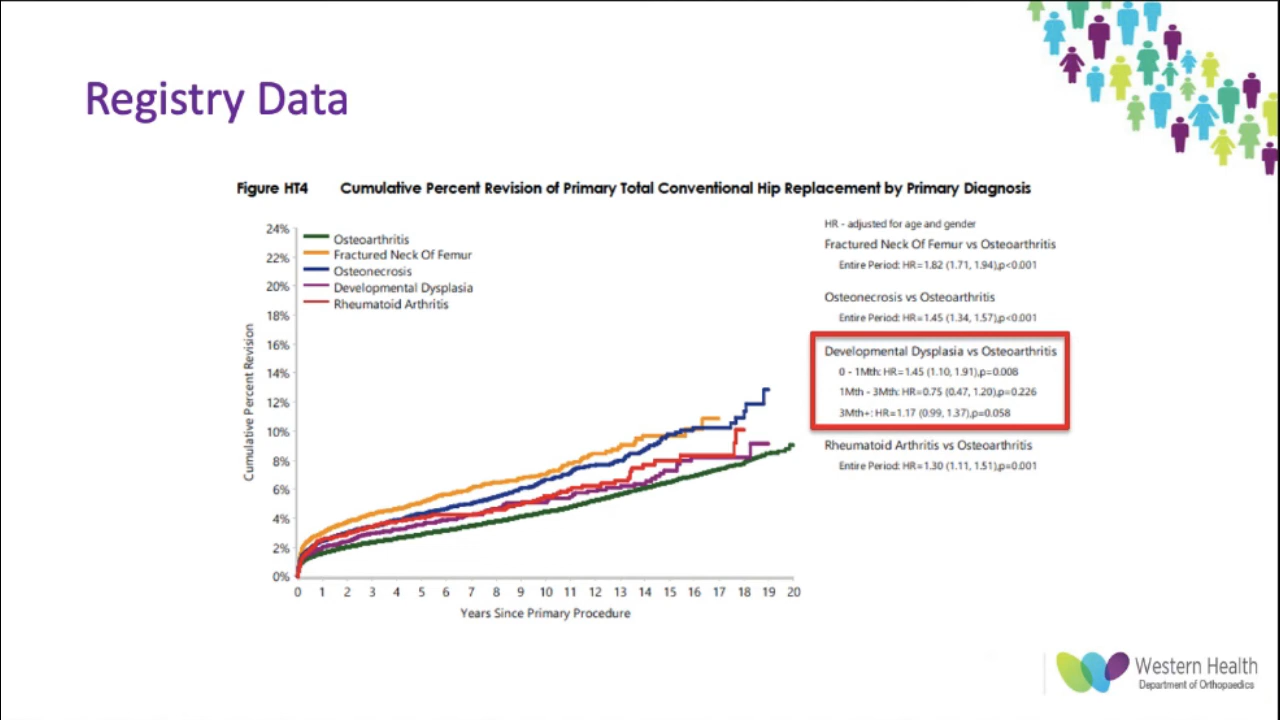 Registry Data
Figure HT4 Cumulative Percent Revision of Primary Total Conventional Hip Replacement by Primary Diagnosis
24%
22%
20%
18%
16%
14%
12%
10%
8%
6%
4%
2%
0%
Cumulative Percent Revision
Osteoarthritis
Fractured Neck Of Femur
Osteonecrosis
Developmental Dysplasia
Rheumatoid Arthritis
0 1 2 3 4 5 6 7 8 9 10 11 12 13 14 15 16 17 18 19 20
Years Since Primary Procedure
HR - adjusted for age and gender
Fractured Neck Of Femur vs Osteoarthritis
Entire Period: HR=1.82 (1.71, 1.94),p<0.001
Osteonecrosis vs Osteoarthritis
Entire Period: HR=1.45 (1.34, 1.57),p<0.001
Developmental Dysplasia vs Osteoarthritis
0 - 1Mth: HR=1.45 (1.10, 1.91),p=0.008
1Mth - 3Mth: HR=0.75 (0.47, 1.20),p=0.226
3Mth+: HR=1.17 (0.99, 1.37),p=0.058
Rheumatoid Arthritis vs Osteoarthritis
Entire Period: HR=1.30 (1.11, 1.51),p=0.001
Western Health
Department of Orthopaedics